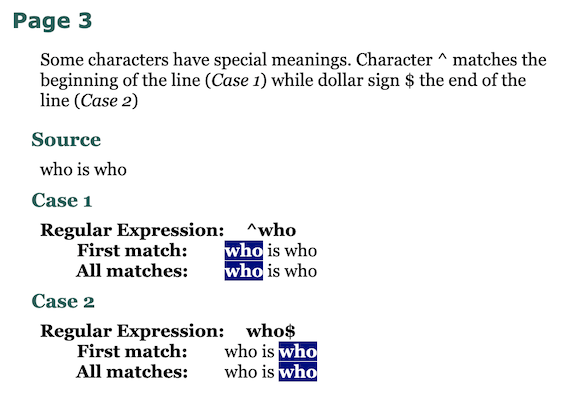 Page 3
Some characters have special meanings. Character ^ matches the
beginning of the line (Case 1) while dollar sign $ the end of the
line (Case 2)
Source
who is who
Case 1
Regular Expression: ^who
First match: who is who
All matches: who is who
Case 2
Regular Expression: who$
First match: who is who
All matches: who is who